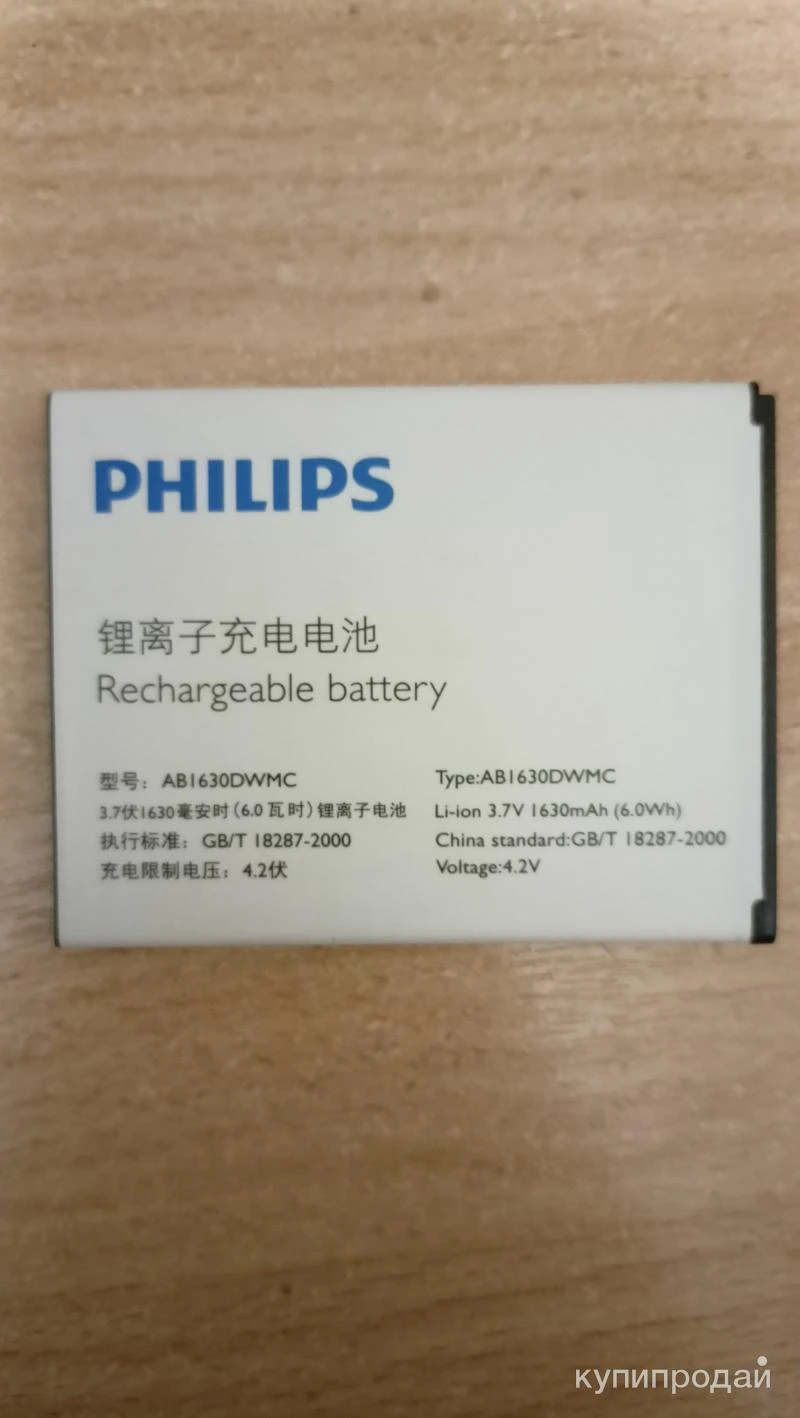 PHILIPS
锂离子充电电池
Rechargeable battery
型号：AB1630DWMC
3.7伏1630毫安时(6.0瓦时)锂离子电池
执行标准：GB/T 18287-2000
充电限制电压：4.2伏
Type:AB1630DWMC
Li-ion 3.7V 1630mAh (6.0Wh)
China standard:GB/T 18287-2000
Voltage:4.2V
купипродай